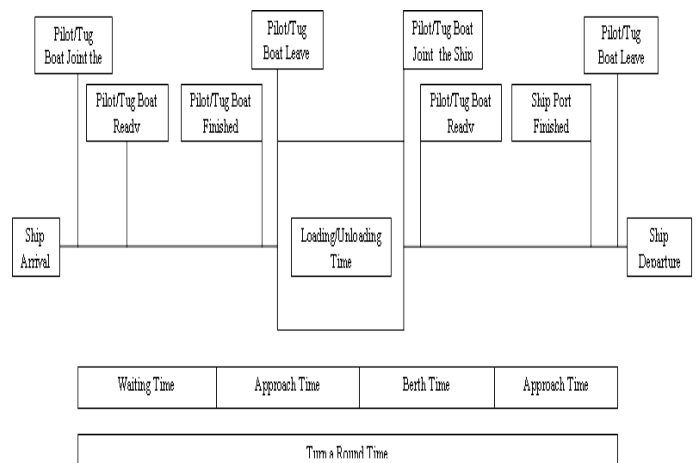 Pilot/Tug
Boat Joint the
Pilot/Tug
Boat Leave
Pilot/Tug Boat
Joint the Ship
Pilot/Tug
Boat Leave
Pilot/Tug Boat
Ready
Pilot/Tug Boat
Finished
Pilot/Tug Boat
Ready
Ship Port
Finished
Ship
Arrival
Loading/Unloading
Time
Ship
Departure
Waiting Time
Approach Time
Berth Time
Approach Time
Turn a Round Time